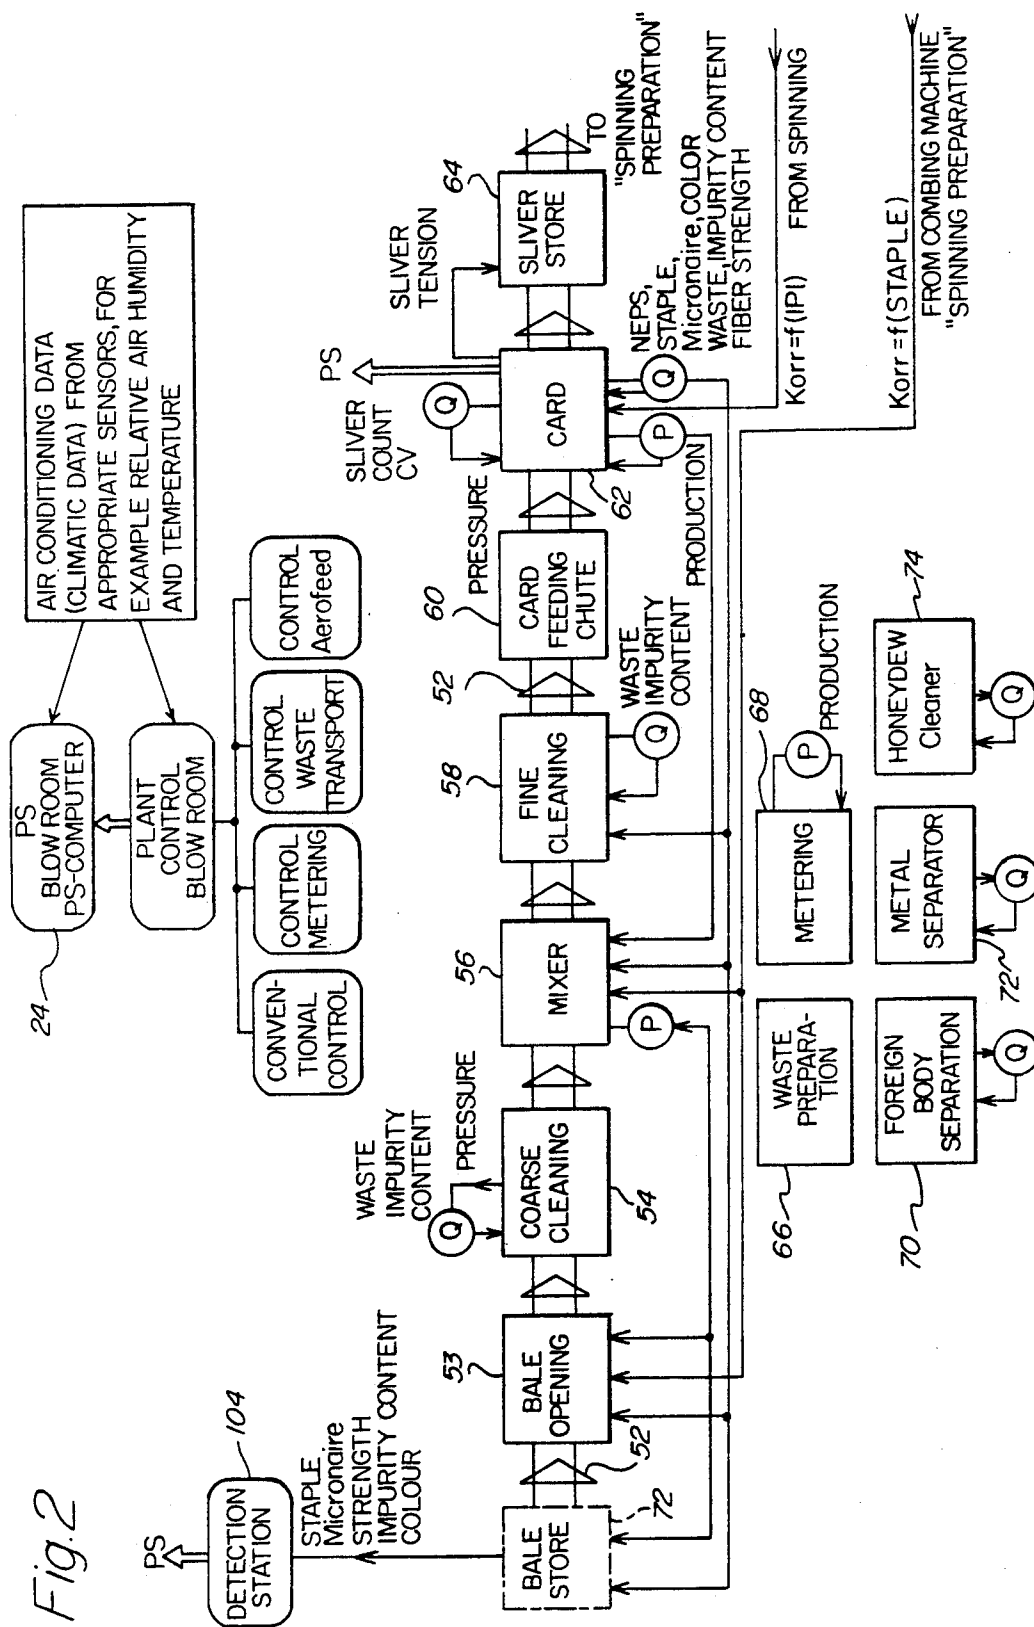 Fig.2
24
PS
BLOW ROOM
PS-COMPUTER
PLANT
CONTROL
BLOW ROOM
AIR CONDITIONING DATA
(CLIMATIC DATA) FROM
APPROPRIATE SENSORS, FOR
EXAMPLE RELATIVE AIR HUMIDITY
AND TEMPERATURE
CONVEN-
TIONAL
CONTROL
CONTROL
METERING
CONTROL
WASTE
TRANSPORT
CONTROL
Aerofeed
PS
DETECTION
STATION
104
STAPLE
Micronaire
STRENGTH
IMPURITY CONTENT
COLOUR
WASTE
IMPURITY
CONTENT
PRESSURE
Q
PRESSURE
SLIVER
COUNT
CV
Q
PS
SLIVER
TENSION
BALE
STORE
72
52
53
BALE
OPENING
COARSE
CLEANING
54
56
MIXER
P
58
FINE
CLEANING
Q
WASTE
IMPURITY
CONTENT
52
60
CARD
FEEDING
CHUTE
CARD
62
P
PRODUCTION
Q
NEPS,
STAPLE,
Micronaire, COLOR
WASTE, IMPURITY CONTENT
FIBER STRENGTH
64
SLIVER
STORE
TO
"SPINNING
PREPARATION"
Korr=f(IPI) FROM SPINNING
Korr=f(STAPLE)
FROM COMBING MACHINE
"SPINNING PREPARATION"
66
WASTE
PREPARA-
TION
METERING
68
P
PRODUCTION
70
FOREIGN
BODY
SEPARATION
Q
METAL
SEPARATOR
72
Q
HONEYDEW
Cleaner
74
Q